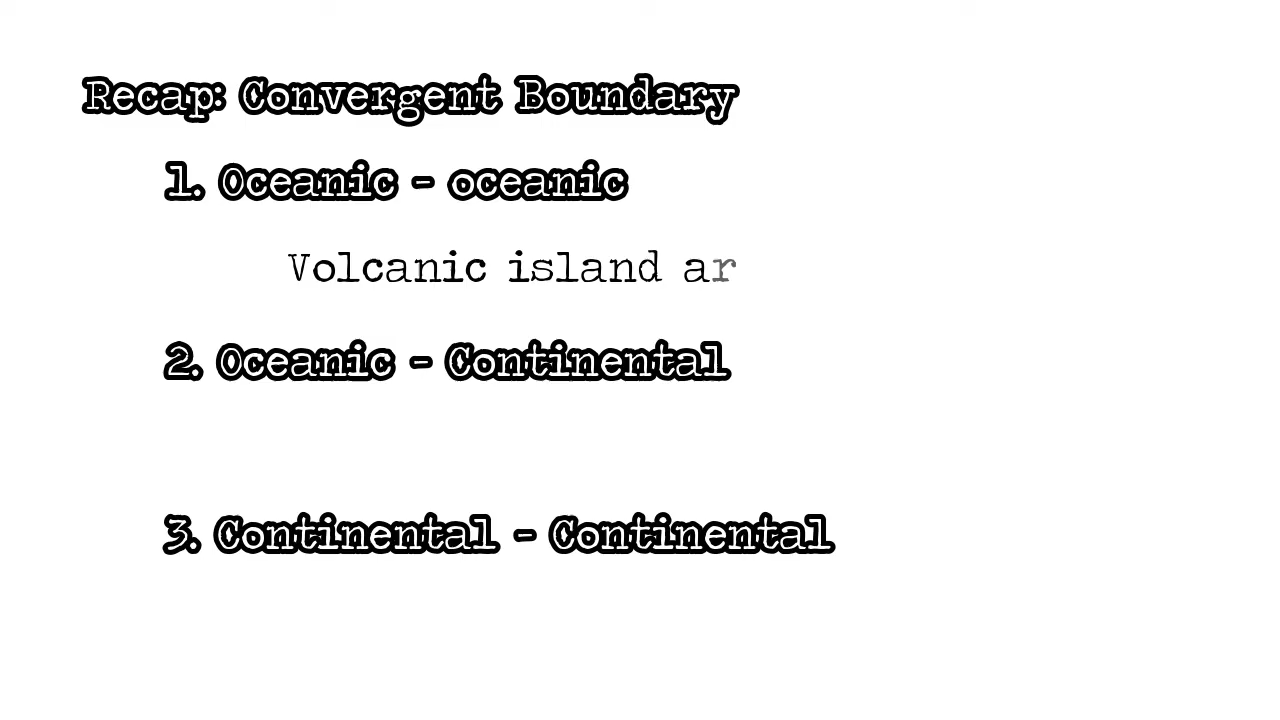 Recap: Convergent Boundary
1. Oceanic - oceanic
Volcanic island ar
2. Oceanic - Continental
3. Continental - Continental